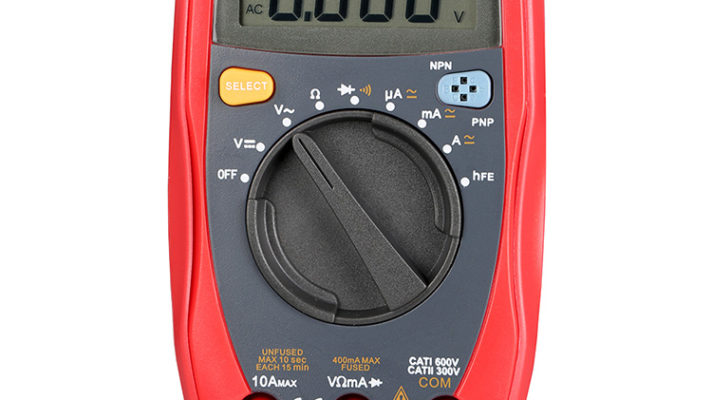 AC 0.000 V
NPN
SELECT
PNP
OFF
V⎓
V~
Ω
µA≂
mA≂
A≂
hFE
UNFUSED
MAX 10 sec
EACH 15 min
10AMAX
400mA MAX
FUSED
VΩmA
CATI 600V
CATII 300V
COM